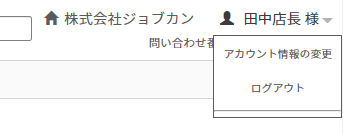 株式会社ジョブカン 田中店長 様
問い合わせ番
アカウント情報の変更
ログアウト